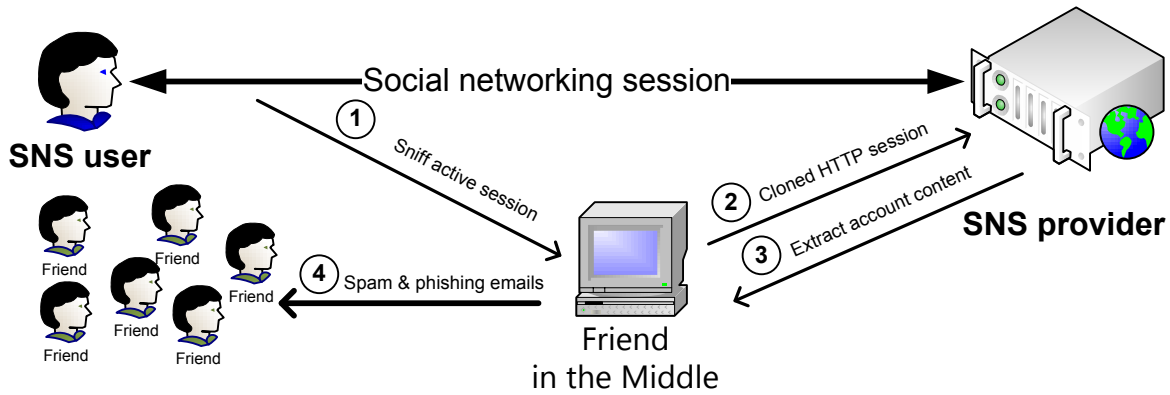 Social networking session
SNS user
1
Sniff active
session
2
Cloned HTTP session
3
Extract account content
SNS provider
4
Spam & phishing emails
Friend
Friend
Friend
Friend
Friend
Friend
Friend
in the Middle